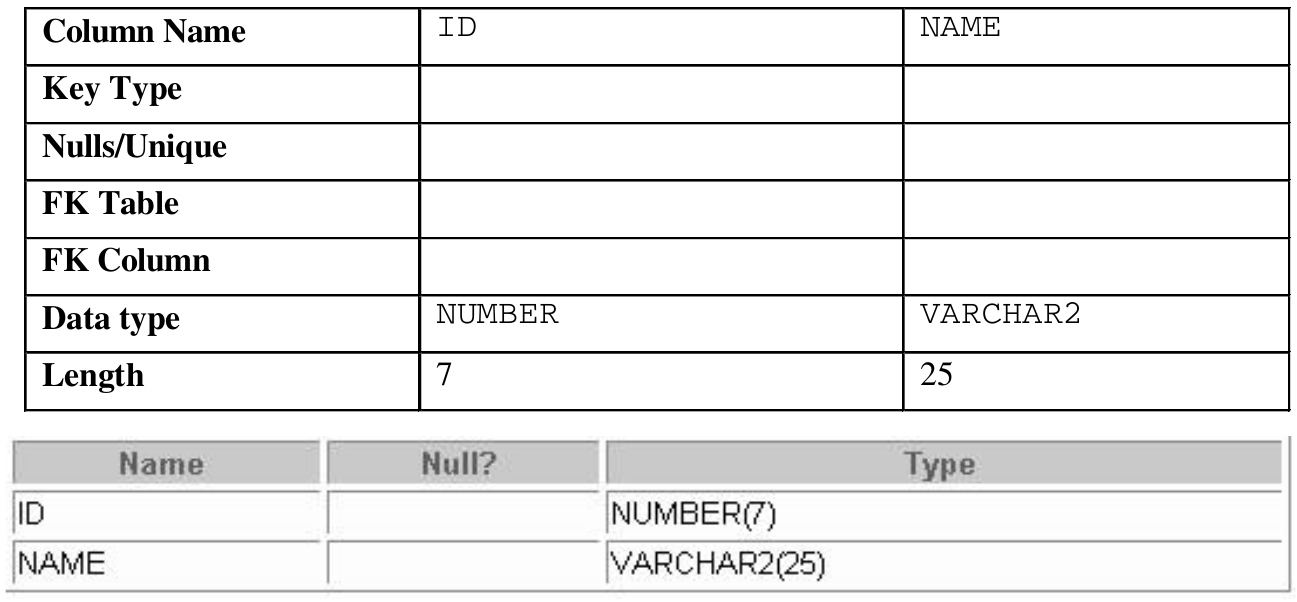 Column Name ID NAME
Key Type
Nulls/Unique
FK Table
FK Column
Data type NUMBER VARCHAR2
Length 7 25
Name Null? Type
ID NUMBER(7)
NAME VARCHAR2(25)